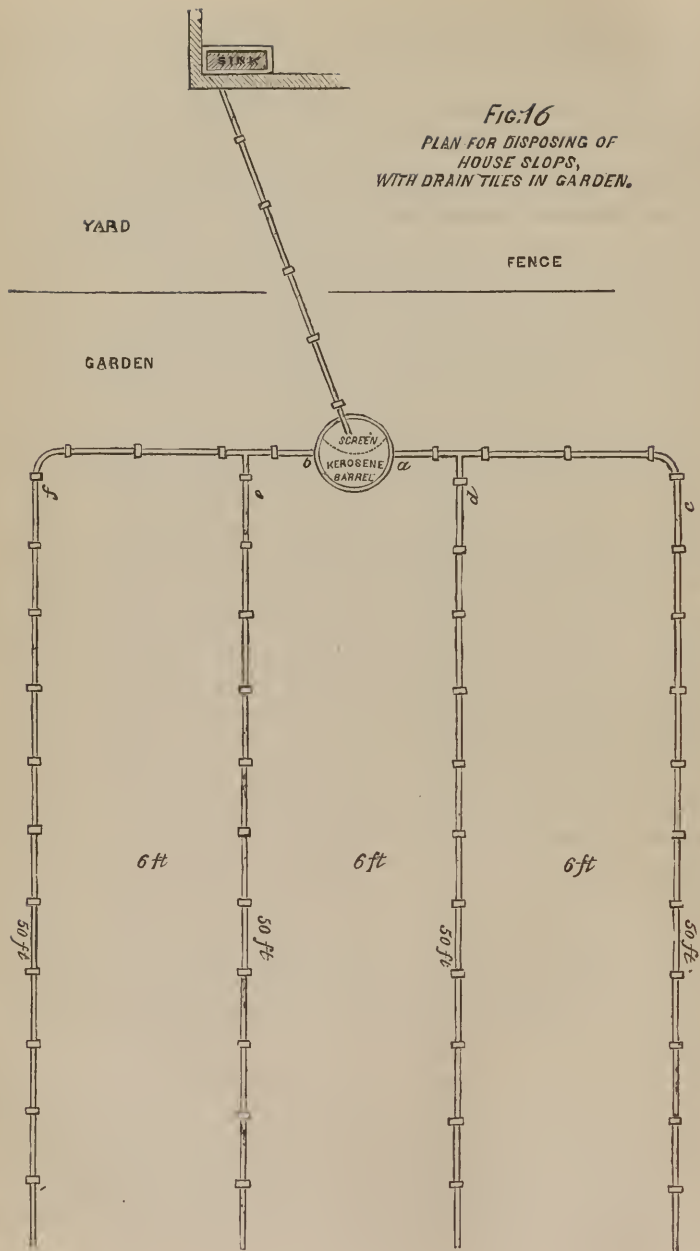 SINK
FIG:16
PLAN FOR DISPOSING OF
HOUSE SLOPS,
WITH DRAIN TILES IN GARDEN.
YARD
FENCE
GARDEN
SCREEN
KEROSENE
BARREL
b
a
f
6 ft
6 ft
6 ft
50 ft
50 ft
50 ft
50 ft